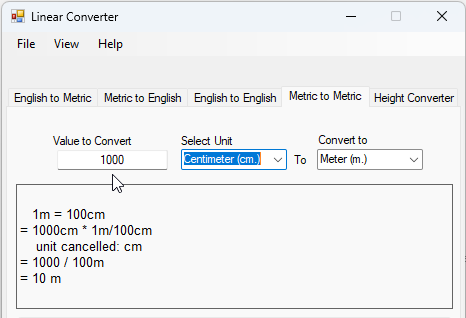 Linear Converter
File View Help
English to Metric Metric to English English to English Metric to Metric Height Converter
Value to Convert Select Unit Convert to
1000 Centimeter (cm.) To Meter (m.)
1m = 100cm
= 1000cm * 1m/100cm
unit cancelled: cm
= 1000 / 100m
= 10 m